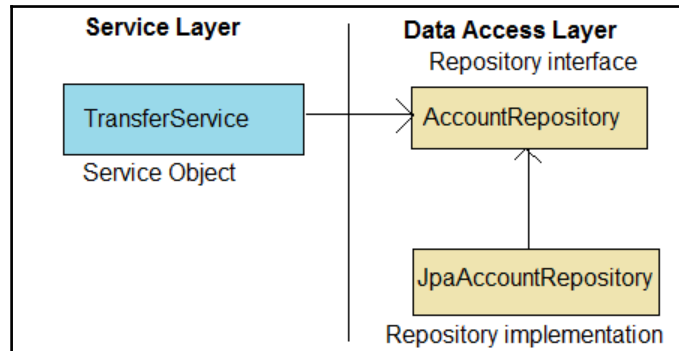 Service Layer
Data Access Layer
Repository interface
TransferService
AccountRepository
Service Object
JpaAccountRepository
Repository implementation